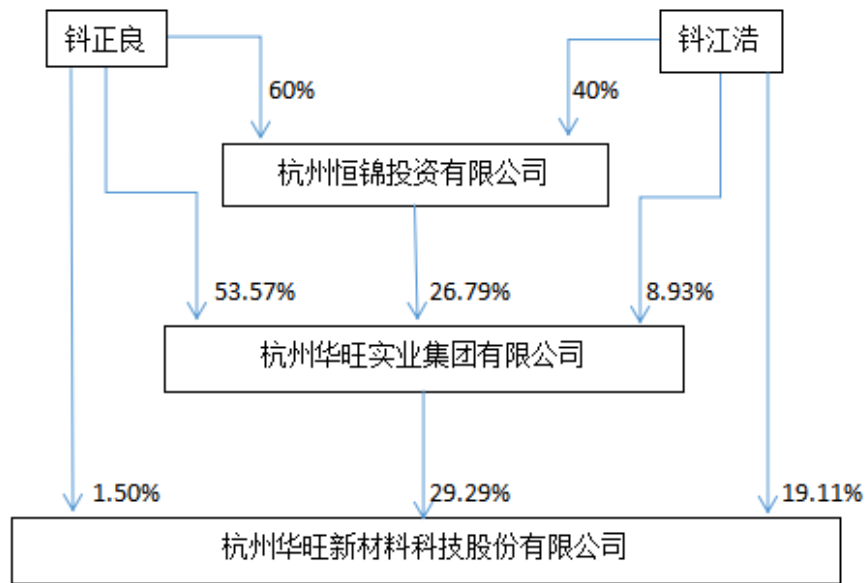 钭正良
钭江浩
60%
40%
杭州恒锦投资有限公司
53.57%
26.79%
8.93%
杭州华旺实业集团有限公司
1.50%
29.29%
19.11%
杭州华旺新材料科技股份有限公司